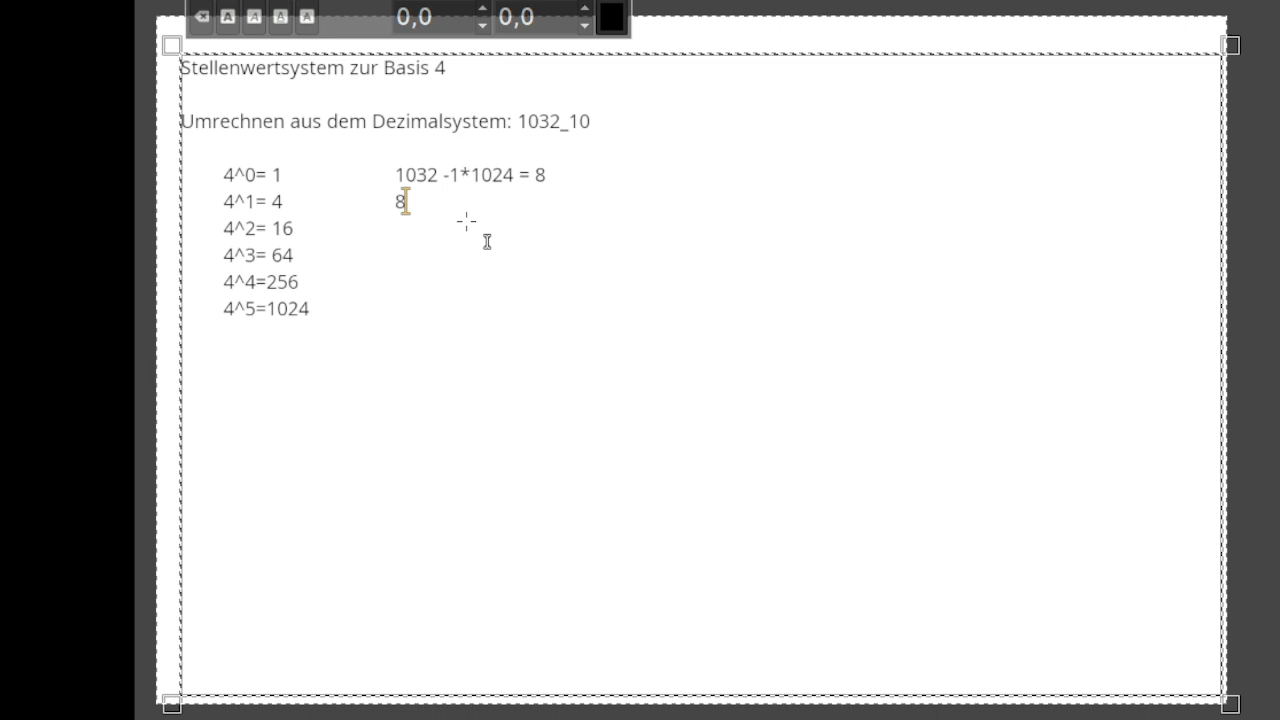 0,0 0,0
Stellenwertsystem zur Basis 4
Umrechnen aus dem Dezimalsystem: 1032_10
4^0= 1 1032 -1*1024 = 8
4^1= 4 8
4^2= 16
4^3= 64
4^4=256
4^5=1024